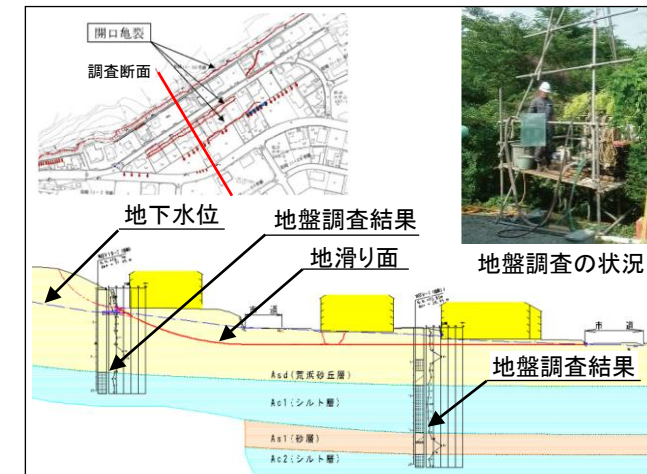 開口亀裂
調査断面
地下水位
地盤調査結果
地滑り面
地盤調査の状況
市 道
市 道
地盤調査結果
Asd(荒浜砂丘層)
Ac1(シルト層)
As1(砂層)
Ac2(シルト層)